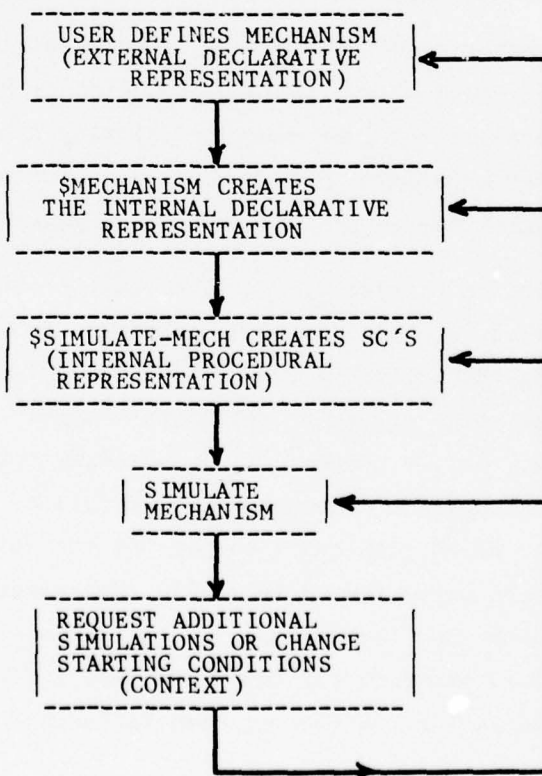 USER DEFINES MECHANISM
(EXTERNAL DECLARATIVE
REPRESENTATION)
$MECHANISM CREATES
THE INTERNAL DECLARATIVE
REPRESENTATION
$SIMULATE-MECH CREATES SC'S
(INTERNAL PROCEDURAL
REPRESENTATION)
SIMULATE
MECHANISM
REQUEST ADDITIONAL
SIMULATIONS OR CHANGE
STARTING CONDITIONS
(CONTEXT)